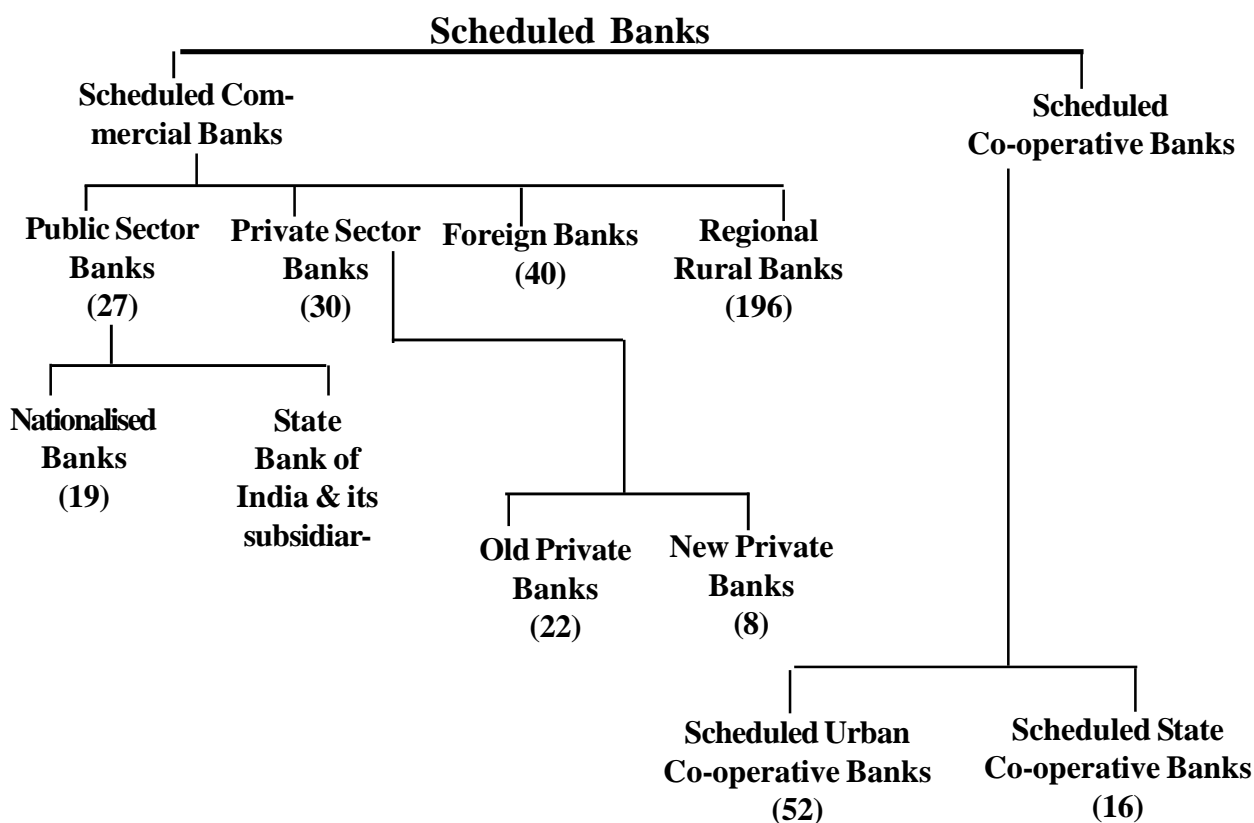 Scheduled Banks
Scheduled Com-
mercial Banks
Scheduled
Co-operative Banks
Public Sector
Banks
(27)
Private Sector
Banks
(30)
Foreign Banks
(40)
Regional
Rural Banks
(196)
Nationalised
Banks
(19)
State
Bank of
India & its
subsidiar-
Old Private
Banks
(22)
New Private
Banks
(8)
Scheduled Urban
Co-operative Banks
(52)
Scheduled State
Co-operative Banks
(16)